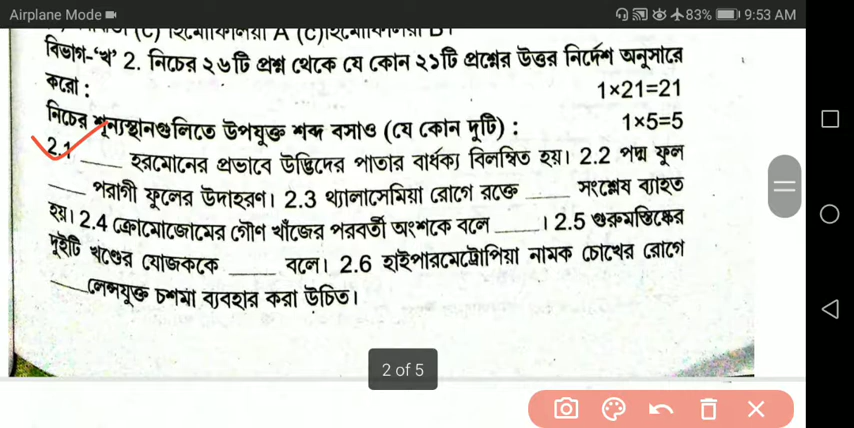 Airplane Mode 83% 9:53 AM
(C) হিমোফিলিয়া A (C)হিমোফিলিয়া B।
বিভাগ-‘খ’ 2. নিচের ২৬টি প্রশ্ন থেকে যে কোন ২১টি প্রশ্নের উত্তর নির্দেশ অনুসারে
করো : 1×21=21
নিচের শূন্যস্থানগুলিতে উপযুক্ত শব্দ বসাও (যে কোন দুটি) : 1×5=5
2.1 ____ হরমোনের প্রভাবে উদ্ভিদের পাতার বার্ধক্য বিলম্বিত হয়। 2.2 পদ্ম ফুল
____ পরাগী ফুলের উদাহরণ। 2.3 থ্যালাসেমিয়া রোগে রক্তে ____ সংশ্লেষ ব্যাহত
হয়। 2.4 ক্রোমোজোমের গৌণ খাঁজের পরবর্তী অংশকে বলে ____। 2.5 গুরুমস্তিষ্কের
দুইটি খণ্ডের যোজককে ____ বলে। 2.6 হাইপারমেট্রোপিয়া নামক চোখের রোগে
____লেন্সযুক্ত চশমা ব্যবহার করা উচিত।
2 of 5